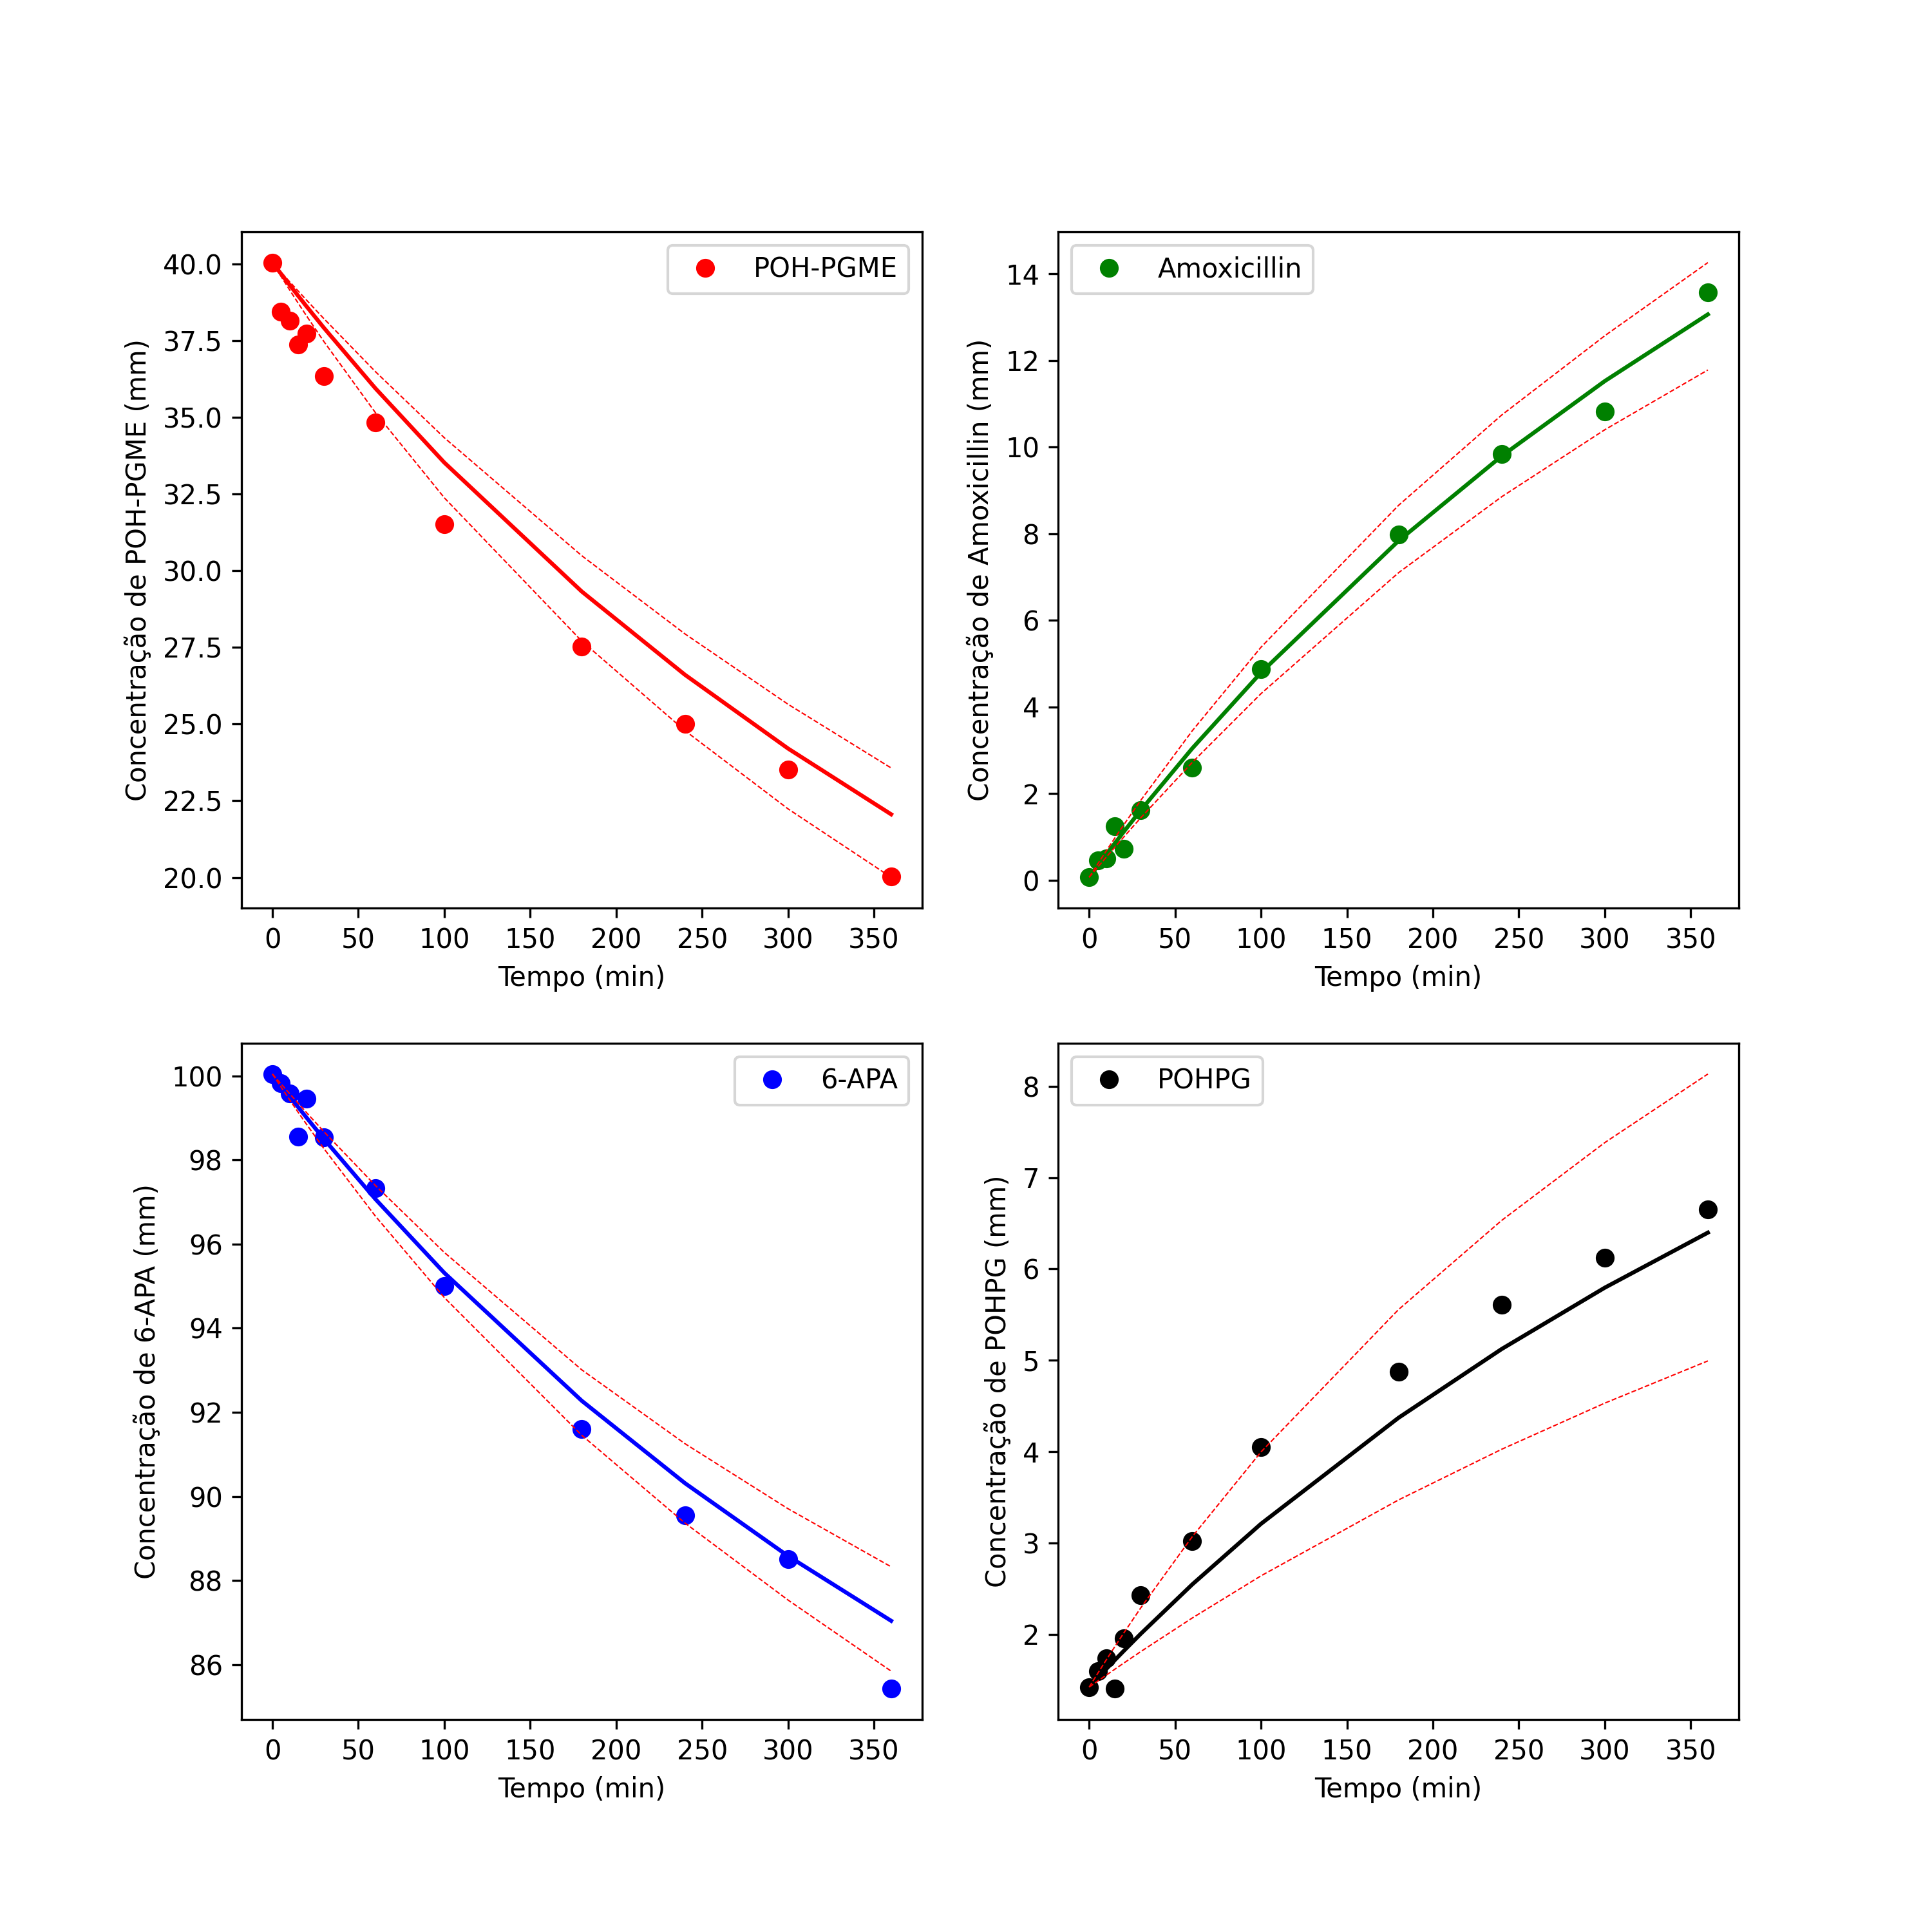 POH-PGME
Concentração de POH-PGME (mm)
40.0
37.5
35.0
32.5
30.0
27.5
25.0
22.5
20.0
0 50 100 150 200 250 300 350
Tempo (min)
Amoxicillin
Concentração de Amoxicillin (mm)
14
12
10
8
6
4
2
0
0 50 100 150 200 250 300 350
Tempo (min)
6-APA
Concentração de 6-APA (mm)
100
98
96
94
92
90
88
86
0 50 100 150 200 250 300 350
Tempo (min)
POHPG
Concentração de POHPG (mm)
8
7
6
5
4
3
2
0 50 100 150 200 250 300 350
Tempo (min)